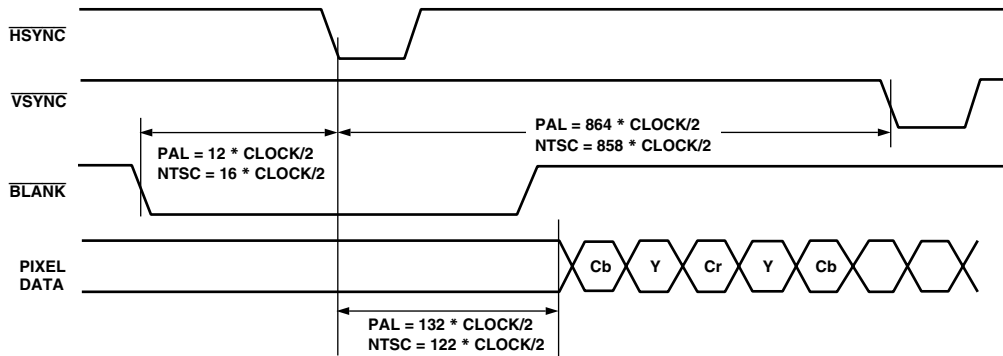 HSYNC
VSYNC
PAL = 864 * CLOCK/2
NTSC = 858 * CLOCK/2
PAL = 12 * CLOCK/2
NTSC = 16 * CLOCK/2
BLANK
PIXEL
DATA
Cb Y Cr Y Cb
PAL = 132 * CLOCK/2
NTSC = 122 * CLOCK/2